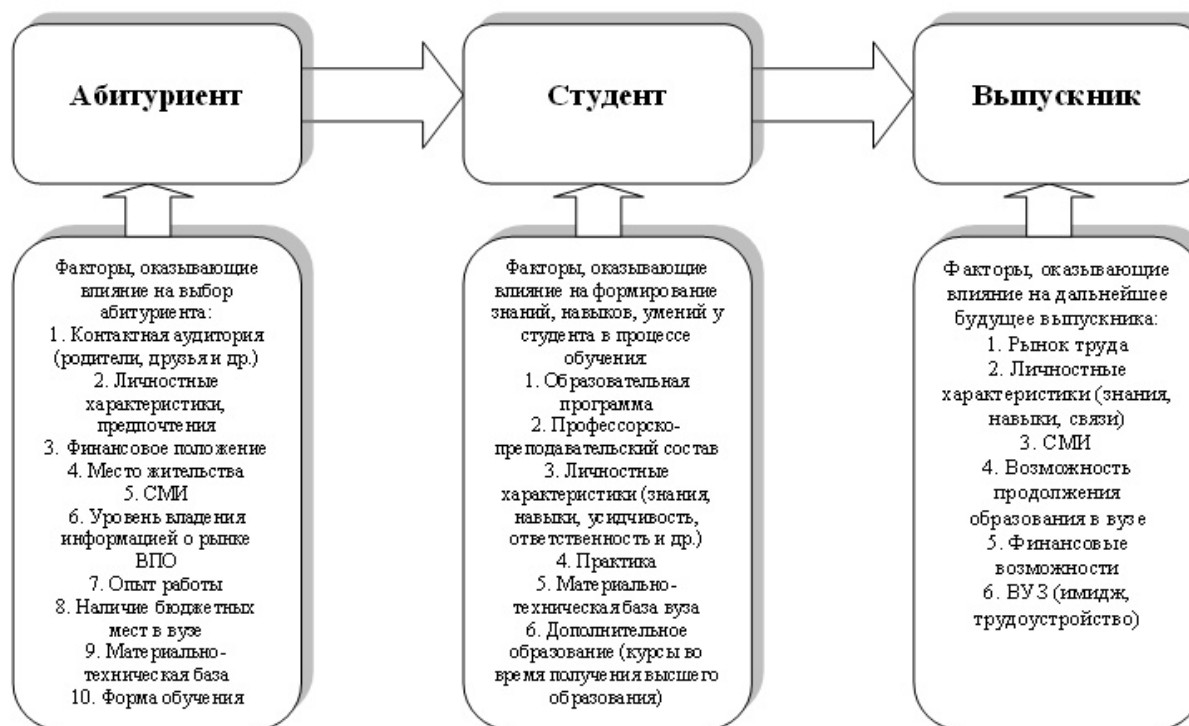 Абитуриент
Студент
Выпускник
Факторы, оказывающие
влияние на выбор
абитуриента:
1. Контактная аудитория
(родители, друзья и др.)
2. Личностные
характеристики,
предпочтения
3. Финансовое положение
4. Место жительства
5. СМИ
6. Уровень владения
информацией о рынке
ВПО
7. Опыт работы
8. Наличие бюджетных
мест в вузе
9. Материально-
техническая база
10. Форма обучения
Факторы, оказывающие
влияние на формирование
знаний, навыков, умений у
студента в процессе
обучения
1. Образовательная
программа
2. Профессорско-
преподавательский состав
3. Личностные
характеристики (знания,
навыки, усидчивость,
ответственность и др.)
4. Практика
5. Материально-
техническая база вуза
6. Дополнительное
образование (курсы во
время получения высшего
образования)
Факторы, оказывающие
влияние на дальнейшее
будущее выпускника:
1. Рынок труда
2. Личностные
характеристики (знания,
навыки, связи)
3. СМИ
4. Возможность
продолжения
образования в вузе
5. Финансовые
возможности
6. ВУЗ (имидж,
трудоустройство)